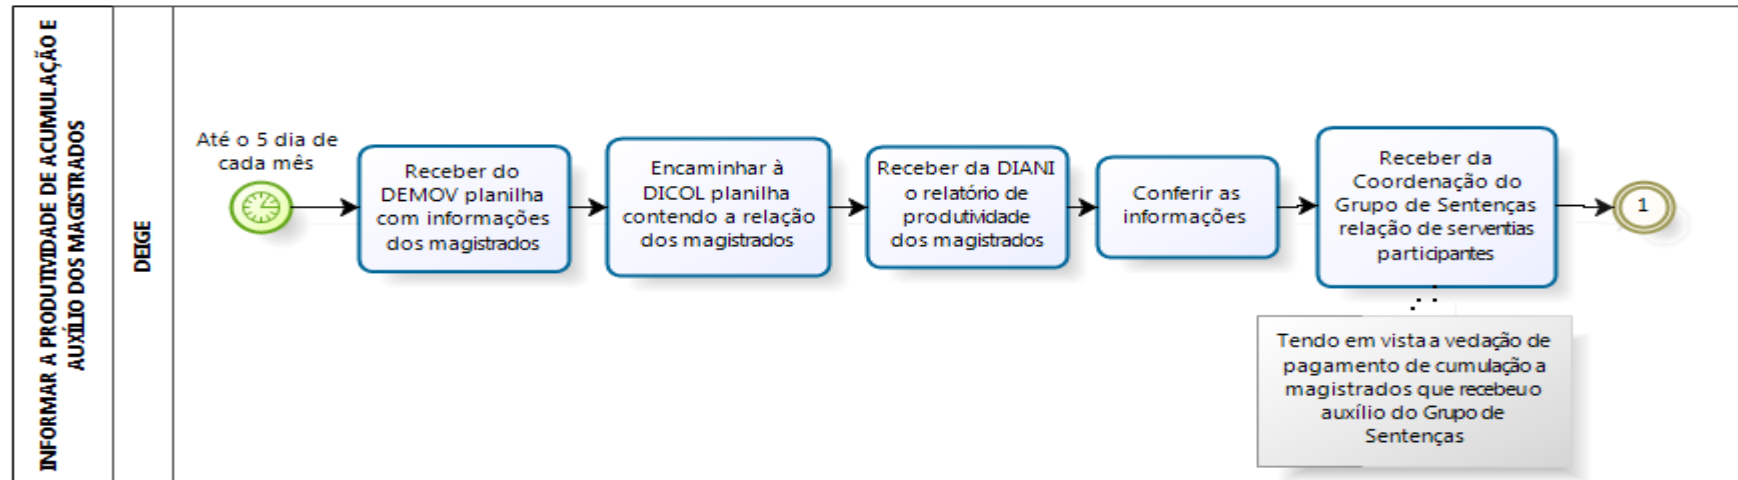 INFORMAR A PRODUTIVIDADE DE ACUMULAÇÃO E
AUXÍLIO DOS MAGISTRADOS
DEIGE
Até o 5 dia de
cada mês
Receber do
DEMOV planilha
com informações
dos magistrados
Encaminhar à
DICOL planilha
contendo a relação
dos magistrados
Receber da DIANI
o relatório de
produtividade
dos magistrados
Conferir as
informações
Receber da
Coordenação do
Grupo de Sentenças
relação de serventias
participantes
1
Tendo em vista a vedação de
pagamento de cumulação a
magistrados que recebeu o
auxílio do Grupo de
Sentenças